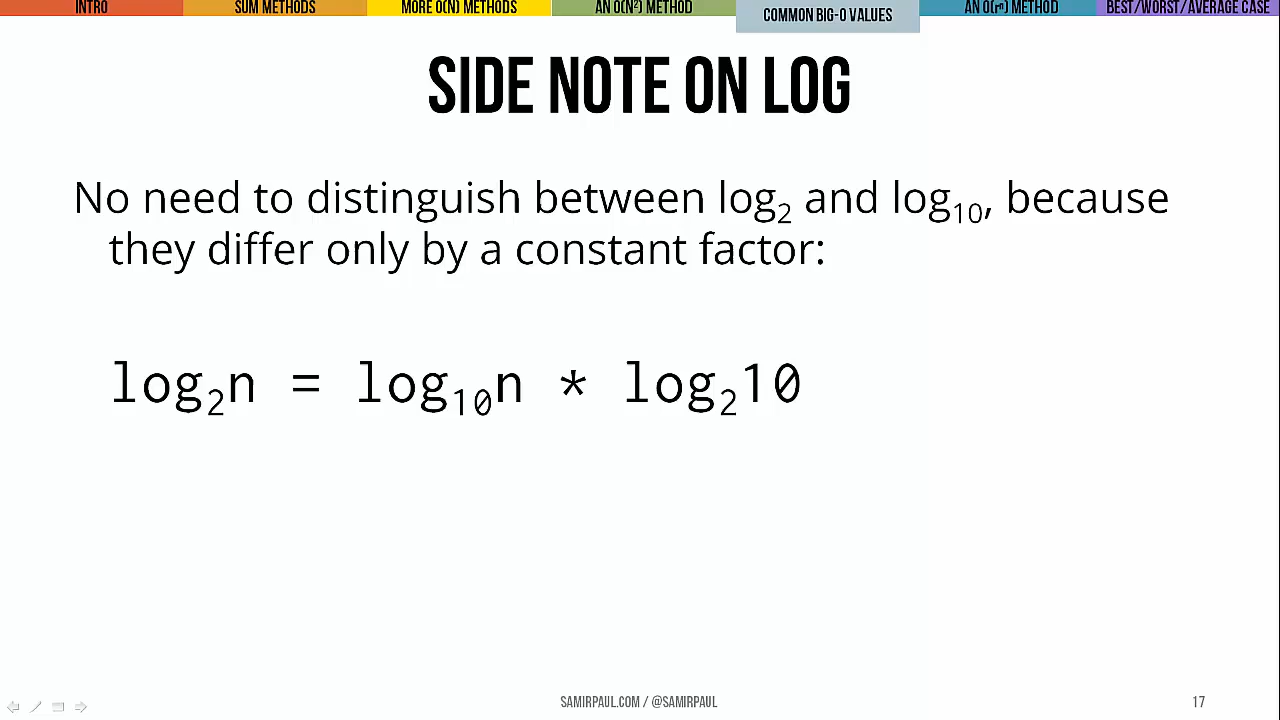 INTRO SUM METHODS MORE O(N) METHODS AN O(N²) METHOD COMMON BIG-O VALUES AN O(rⁿ) METHOD BEST/WORST/AVERAGE CASE
SIDE NOTE ON LOG
No need to distinguish between log₂ and log₁₀, because
they differ only by a constant factor:
log₂n = log₁₀n * log₂10
SAMIRPAUL.COM / @SAMIRPAUL 17